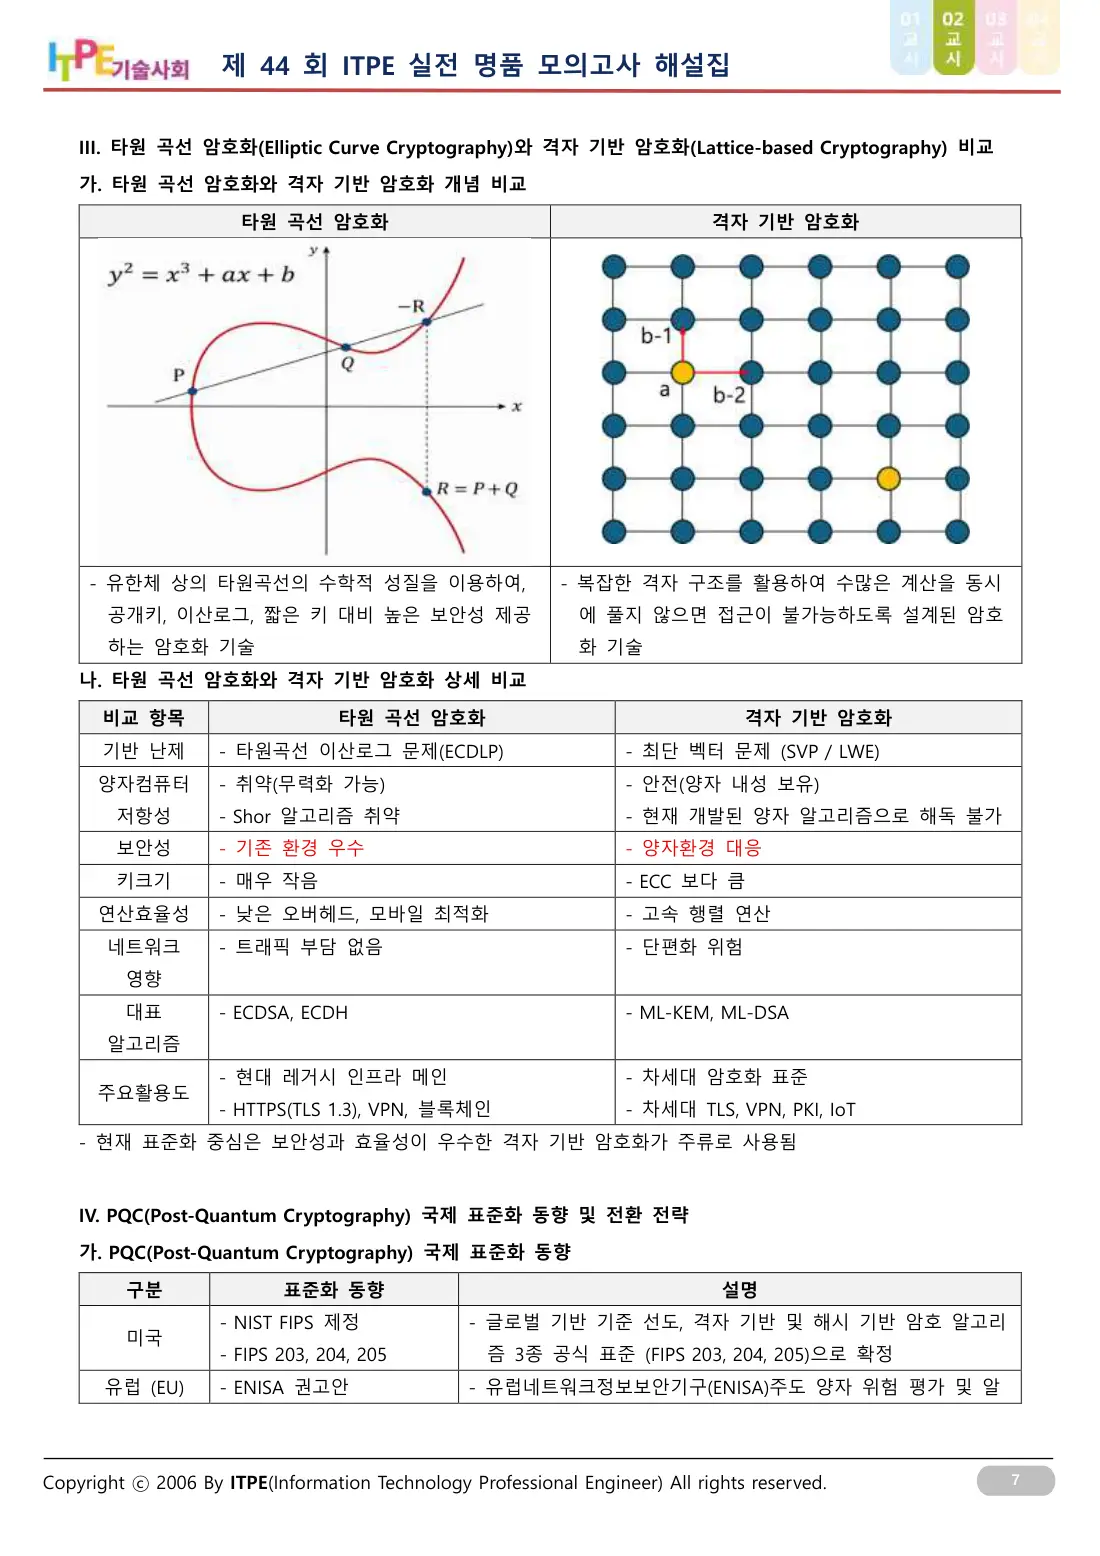 01 02 03
교 교 교
시 시 시
ITPE기술사회 제 44 회 ITPE 실전 명품 모의고사 해설집
III. 타원 곡선 암호화(Elliptic Curve Cryptography)와 격자 기반 암호화(Lattice-based Cryptography) 비교
가. 타원 곡선 암호화와 격자 기반 암호화 개념 비교
타원 곡선 암호화 격자 기반 암호화
y² = x³ + ax + b
y
−R
P
Q
x
R = P + Q
b-1
a
b-2
- 유한체 상의 타원곡선의 수학적 성질을 이용하여,
공개키, 이산로그, 짧은 키 대비 높은 보안성 제공
하는 암호화 기술
- 복잡한 격자 구조를 활용하여 수많은 계산을 동시
에 풀지 않으면 접근이 불가능하도록 설계된 암호
화 기술
나. 타원 곡선 암호화와 격자 기반 암호화 상세 비교
비교 항목 타원 곡선 암호화 격자 기반 암호화
기반 난제 - 타원곡선 이산로그 문제(ECDLP) - 최단 벡터 문제 (SVP / LWE)
양자컴퓨터 - 취약(무력화 가능) - 안전(양자 내성 보유)
저항성 - Shor 알고리즘 취약 - 현재 개발된 양자 알고리즘으로 해독 불가
보안성 - 기존 환경 우수 - 양자환경 대응
키크기 - 매우 작음 - ECC 보다 큼
연산효율성 - 낮은 오버헤드, 모바일 최적화 - 고속 행렬 연산
네트워크 - 트래픽 부담 없음 - 단편화 위험
영향
대표 - ECDSA, ECDH - ML-KEM, ML-DSA
알고리즘
주요활용도 - 현대 레거시 인프라 메인 - 차세대 암호화 표준
- HTTPS(TLS 1.3), VPN, 블록체인 - 차세대 TLS, VPN, PKI, IoT
- 현재 표준화 중심은 보안성과 효율성이 우수한 격자 기반 암호화가 주류로 사용됨
IV. PQC(Post-Quantum Cryptography) 국제 표준화 동향 및 전환 전략
가. PQC(Post-Quantum Cryptography) 국제 표준화 동향
구분 표준화 동향 설명
미국 - NIST FIPS 제정 - 글로벌 기반 기준 선도, 격자 기반 및 해시 기반 암호 알고리
- FIPS 203, 204, 205 즘 3종 공식 표준 (FIPS 203, 204, 205)으로 확정
유럽 (EU) - ENISA 권고안 - 유럽네트워크정보보안기구(ENISA)주도 양자 위험 평가 및 알
Copyright ⓒ 2006 By ITPE(Information Technology Professional Engineer) All rights reserved. 7